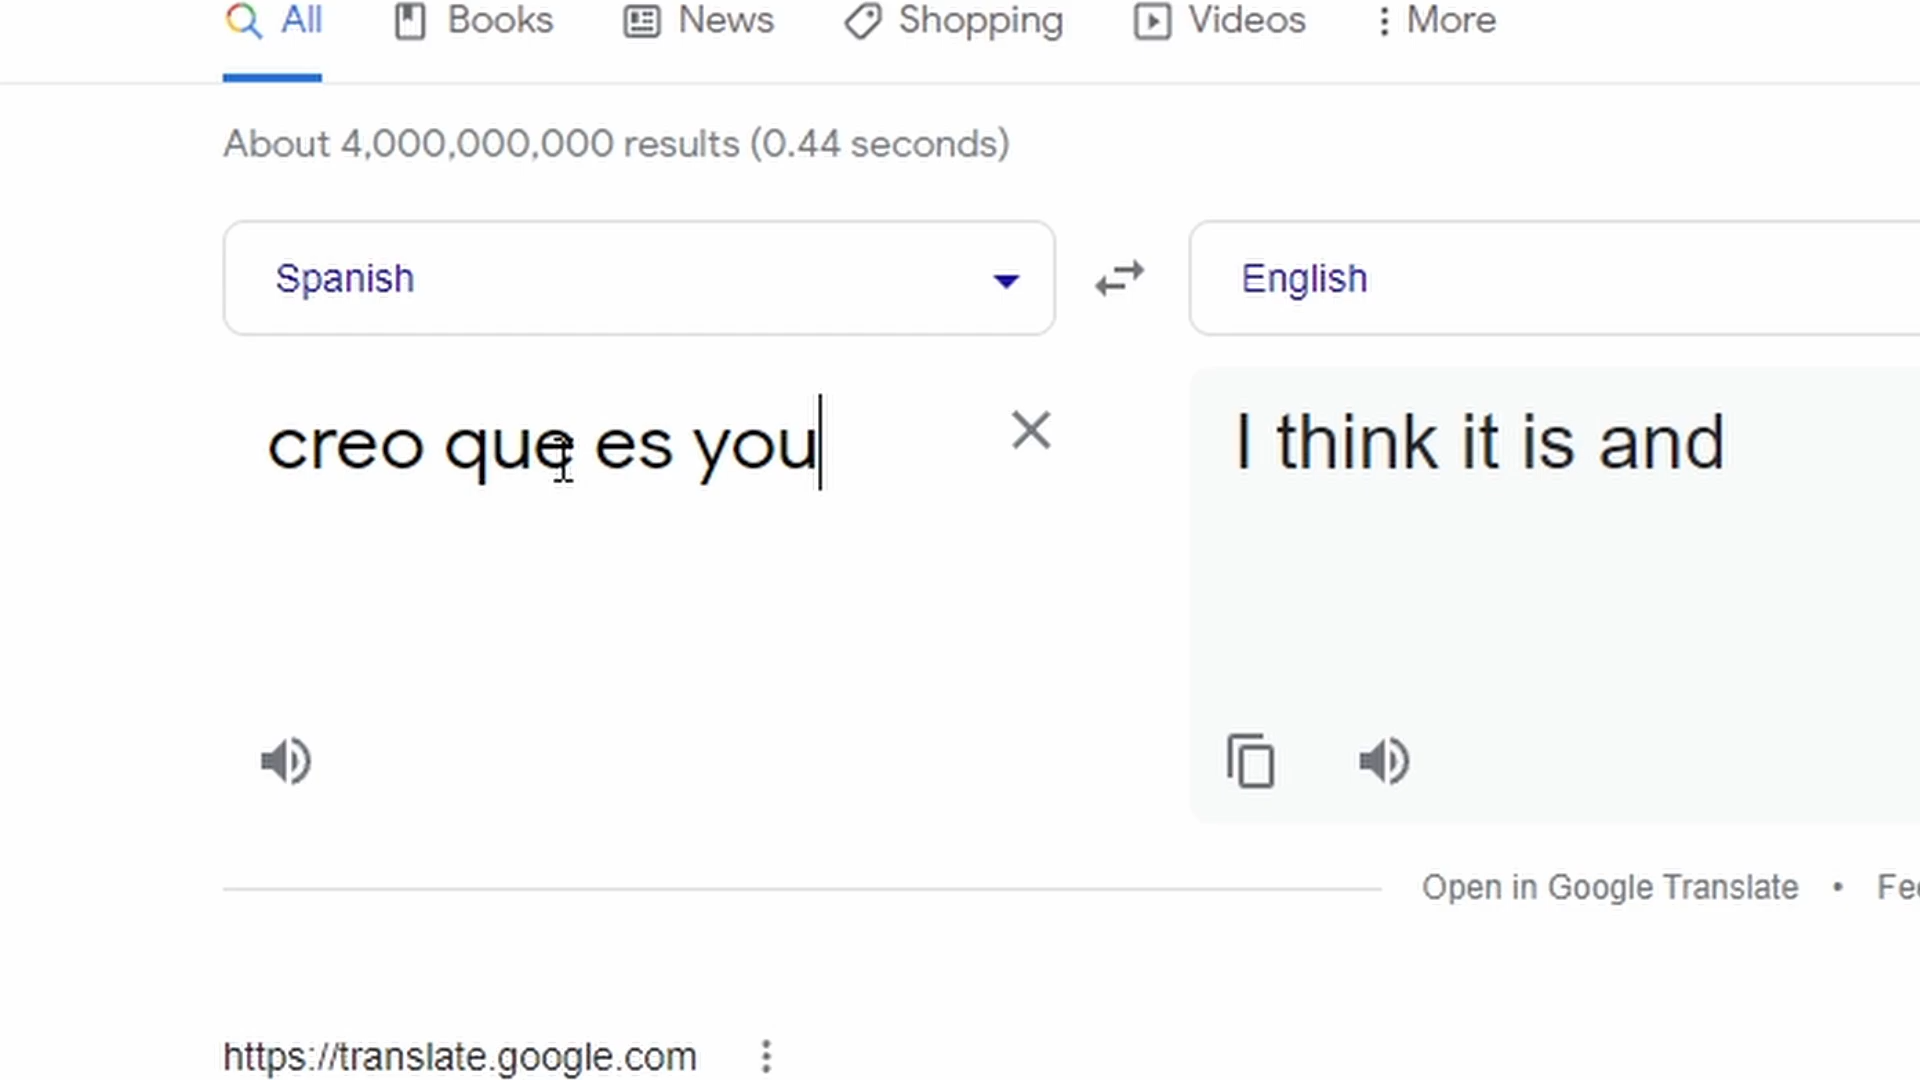 All Books News Shopping Videos More
About 4,000,000,000 results (0.44 seconds)
Spanish English
creo que es you I think it is and
Open in Google Translate •
https://translate.google.com